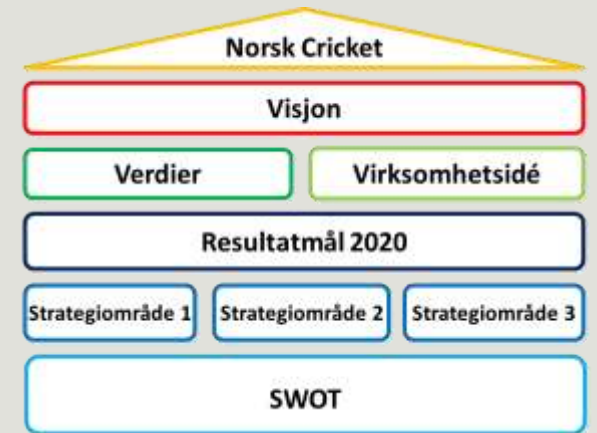 Norsk Cricket
Visjon
Verdier
Virksomhetsidé
Resultatmål 2020
Strategiområde 1
Strategiområde 2
Strategiområde 3
SWOT